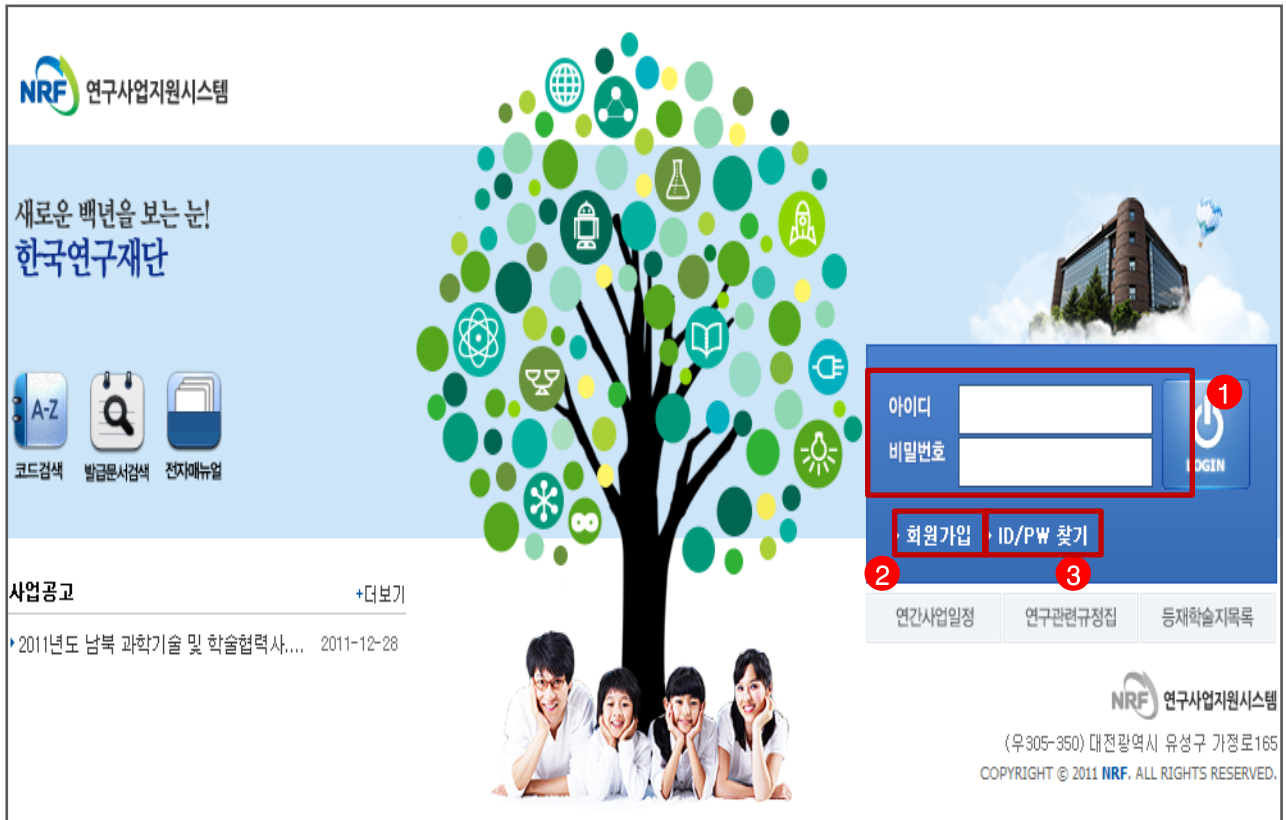 NRF 연구사업지원시스템
새로운 백년을 보는 눈!
한국연구재단
A-Z
코드검색 발급문서검색 전자매뉴얼
사업공고 +더보기
2011년도 남북 과학기술 및 학술협력사.... 2011-12-28
1
아이디
비밀번호
LOGIN
회원가입 ID/PW 찾기
2 3
연간사업일정 연구관련규정집 등재학술지목록
NRF 연구사업지원시스템
(우305-350) 대전광역시 유성구 가정로165
COPYRIGHT © 2011 NRF. ALL RIGHTS RESERVED.